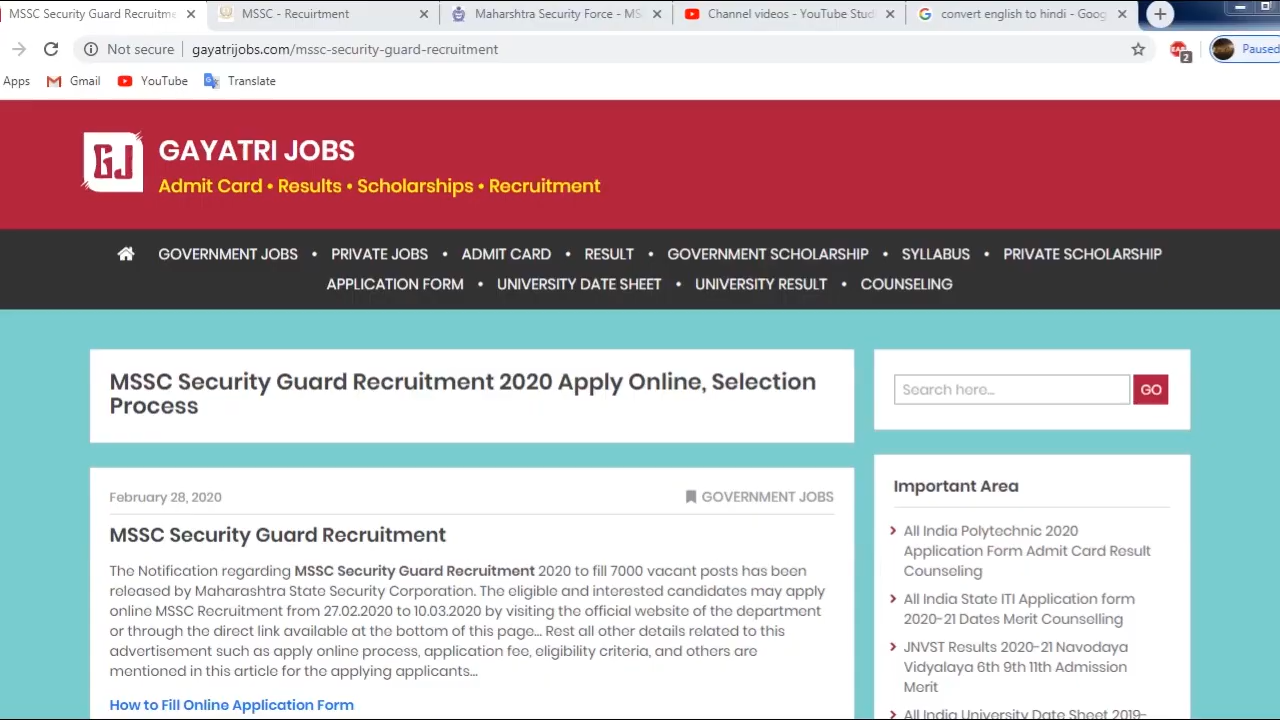 MSSC Security Guard Recruitme
MSSC - Recuirtment
Maharshtra Security Force - MS
Channel videos - YouTube Stud
convert english to hindi - Goog
Not secure
gayatrijobs.com/mssc-security-guard-recruitment
2
Paused
Apps
Gmail
YouTube
Translate
GJ
GAYATRI JOBS
Admit Card • Results • Scholarships • Recruitment
GOVERNMENT JOBS • PRIVATE JOBS • ADMIT CARD • RESULT • GOVERNMENT SCHOLARSHIP • SYLLABUS • PRIVATE SCHOLARSHIP
APPLICATION FORM • UNIVERSITY DATE SHEET • UNIVERSITY RESULT • COUNSELING
MSSC Security Guard Recruitment 2020 Apply Online, Selection
Process
February 28, 2020
GOVERNMENT JOBS
MSSC Security Guard Recruitment
The Notification regarding MSSC Security Guard Recruitment 2020 to fill 7000 vacant posts has been
released by Maharashtra State Security Corporation. The eligible and interested candidates may apply
online MSSC Recruitment from 27.02.2020 to 10.03.2020 by visiting the official website of the department
or through the direct link available at the bottom of this page... Rest all other details related to this
advertisement such as apply online process, application fee, eligibility criteria, and others are
mentioned in this article for the applying applicants...
How to Fill Online Application Form
Search here...
GO
Important Area
All India Polytechnic 2020
Application Form Admit Card Result
Counseling
All India State ITI Application form
2020-21 Dates Merit Counselling
JNVST Results 2020-21 Navodaya
Vidyalaya 6th 9th 11th Admission
Merit
All India University Date Sheet 2019-